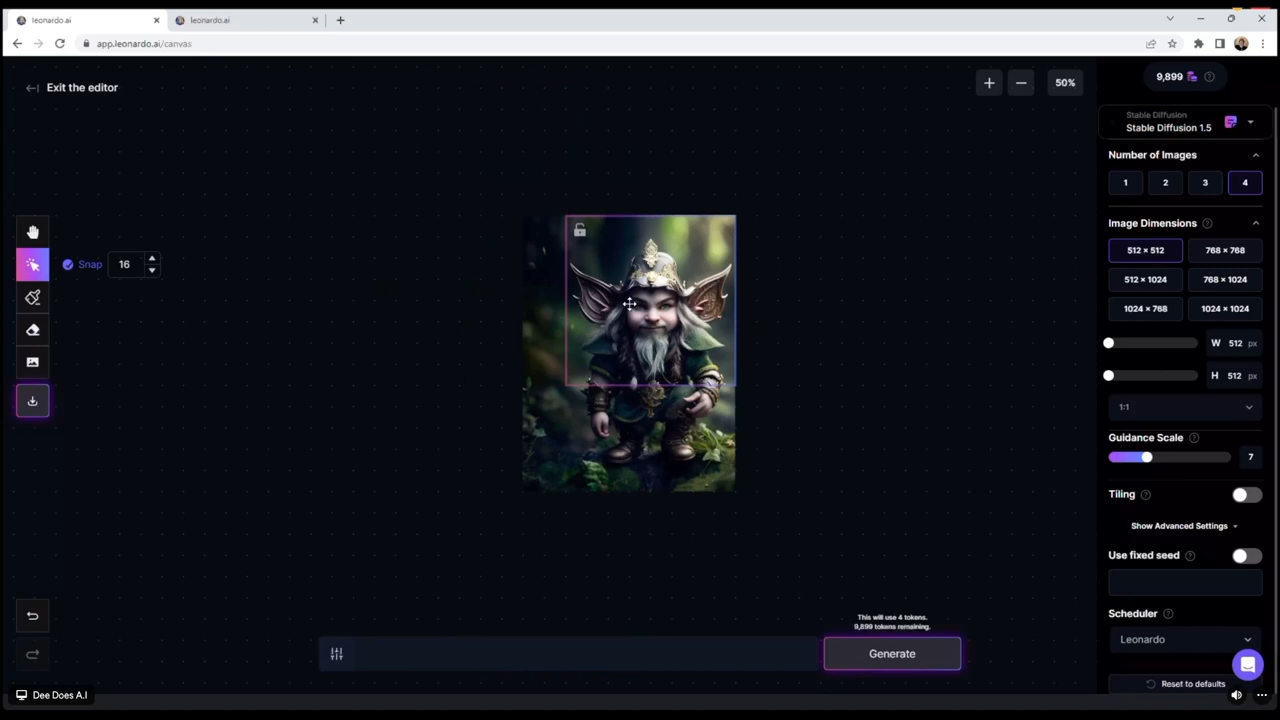 leonardo.ai
leonardo.ai
app.leonardo.ai/canvas
Exit the editor
50%
9,899
Stable Diffusion
Stable Diffusion 1.5
Number of Images
1 2 3 4
Snap 16
Image Dimensions
512 × 512 768 × 768
512 × 1024 768 × 1024
1024 × 768 1024 × 1024
W 512 px
H 512 px
1:1
Guidance Scale
7
Tiling
Show Advanced Settings
Use fixed seed
Scheduler
Leonardo
This will use 4 tokens.
9,899 tokens remaining.
Generate
Reset to defaults
Dee Does A.I